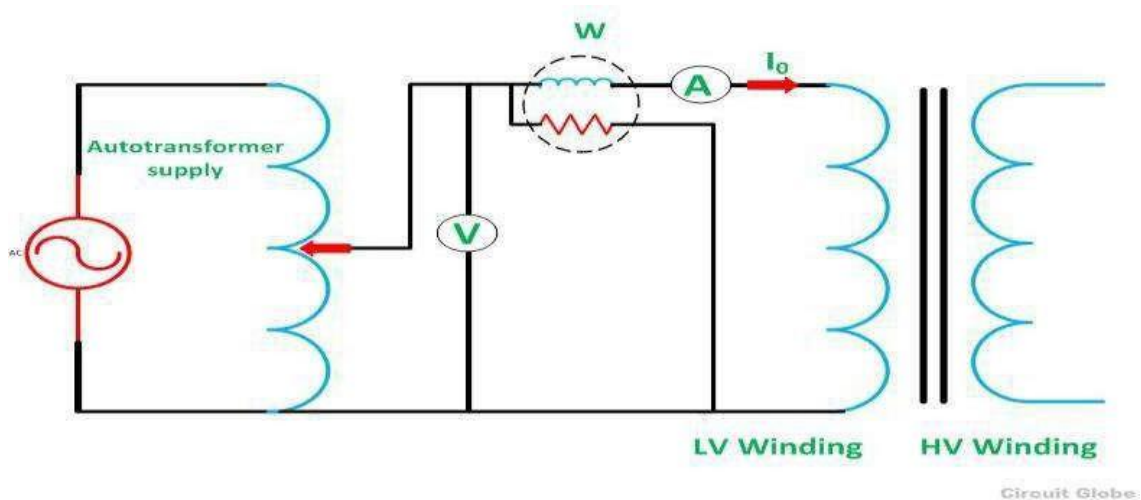 W
I₀
A
Autotransformer
supply
V
AC
LV Winding
HV Winding
Circuit Globe